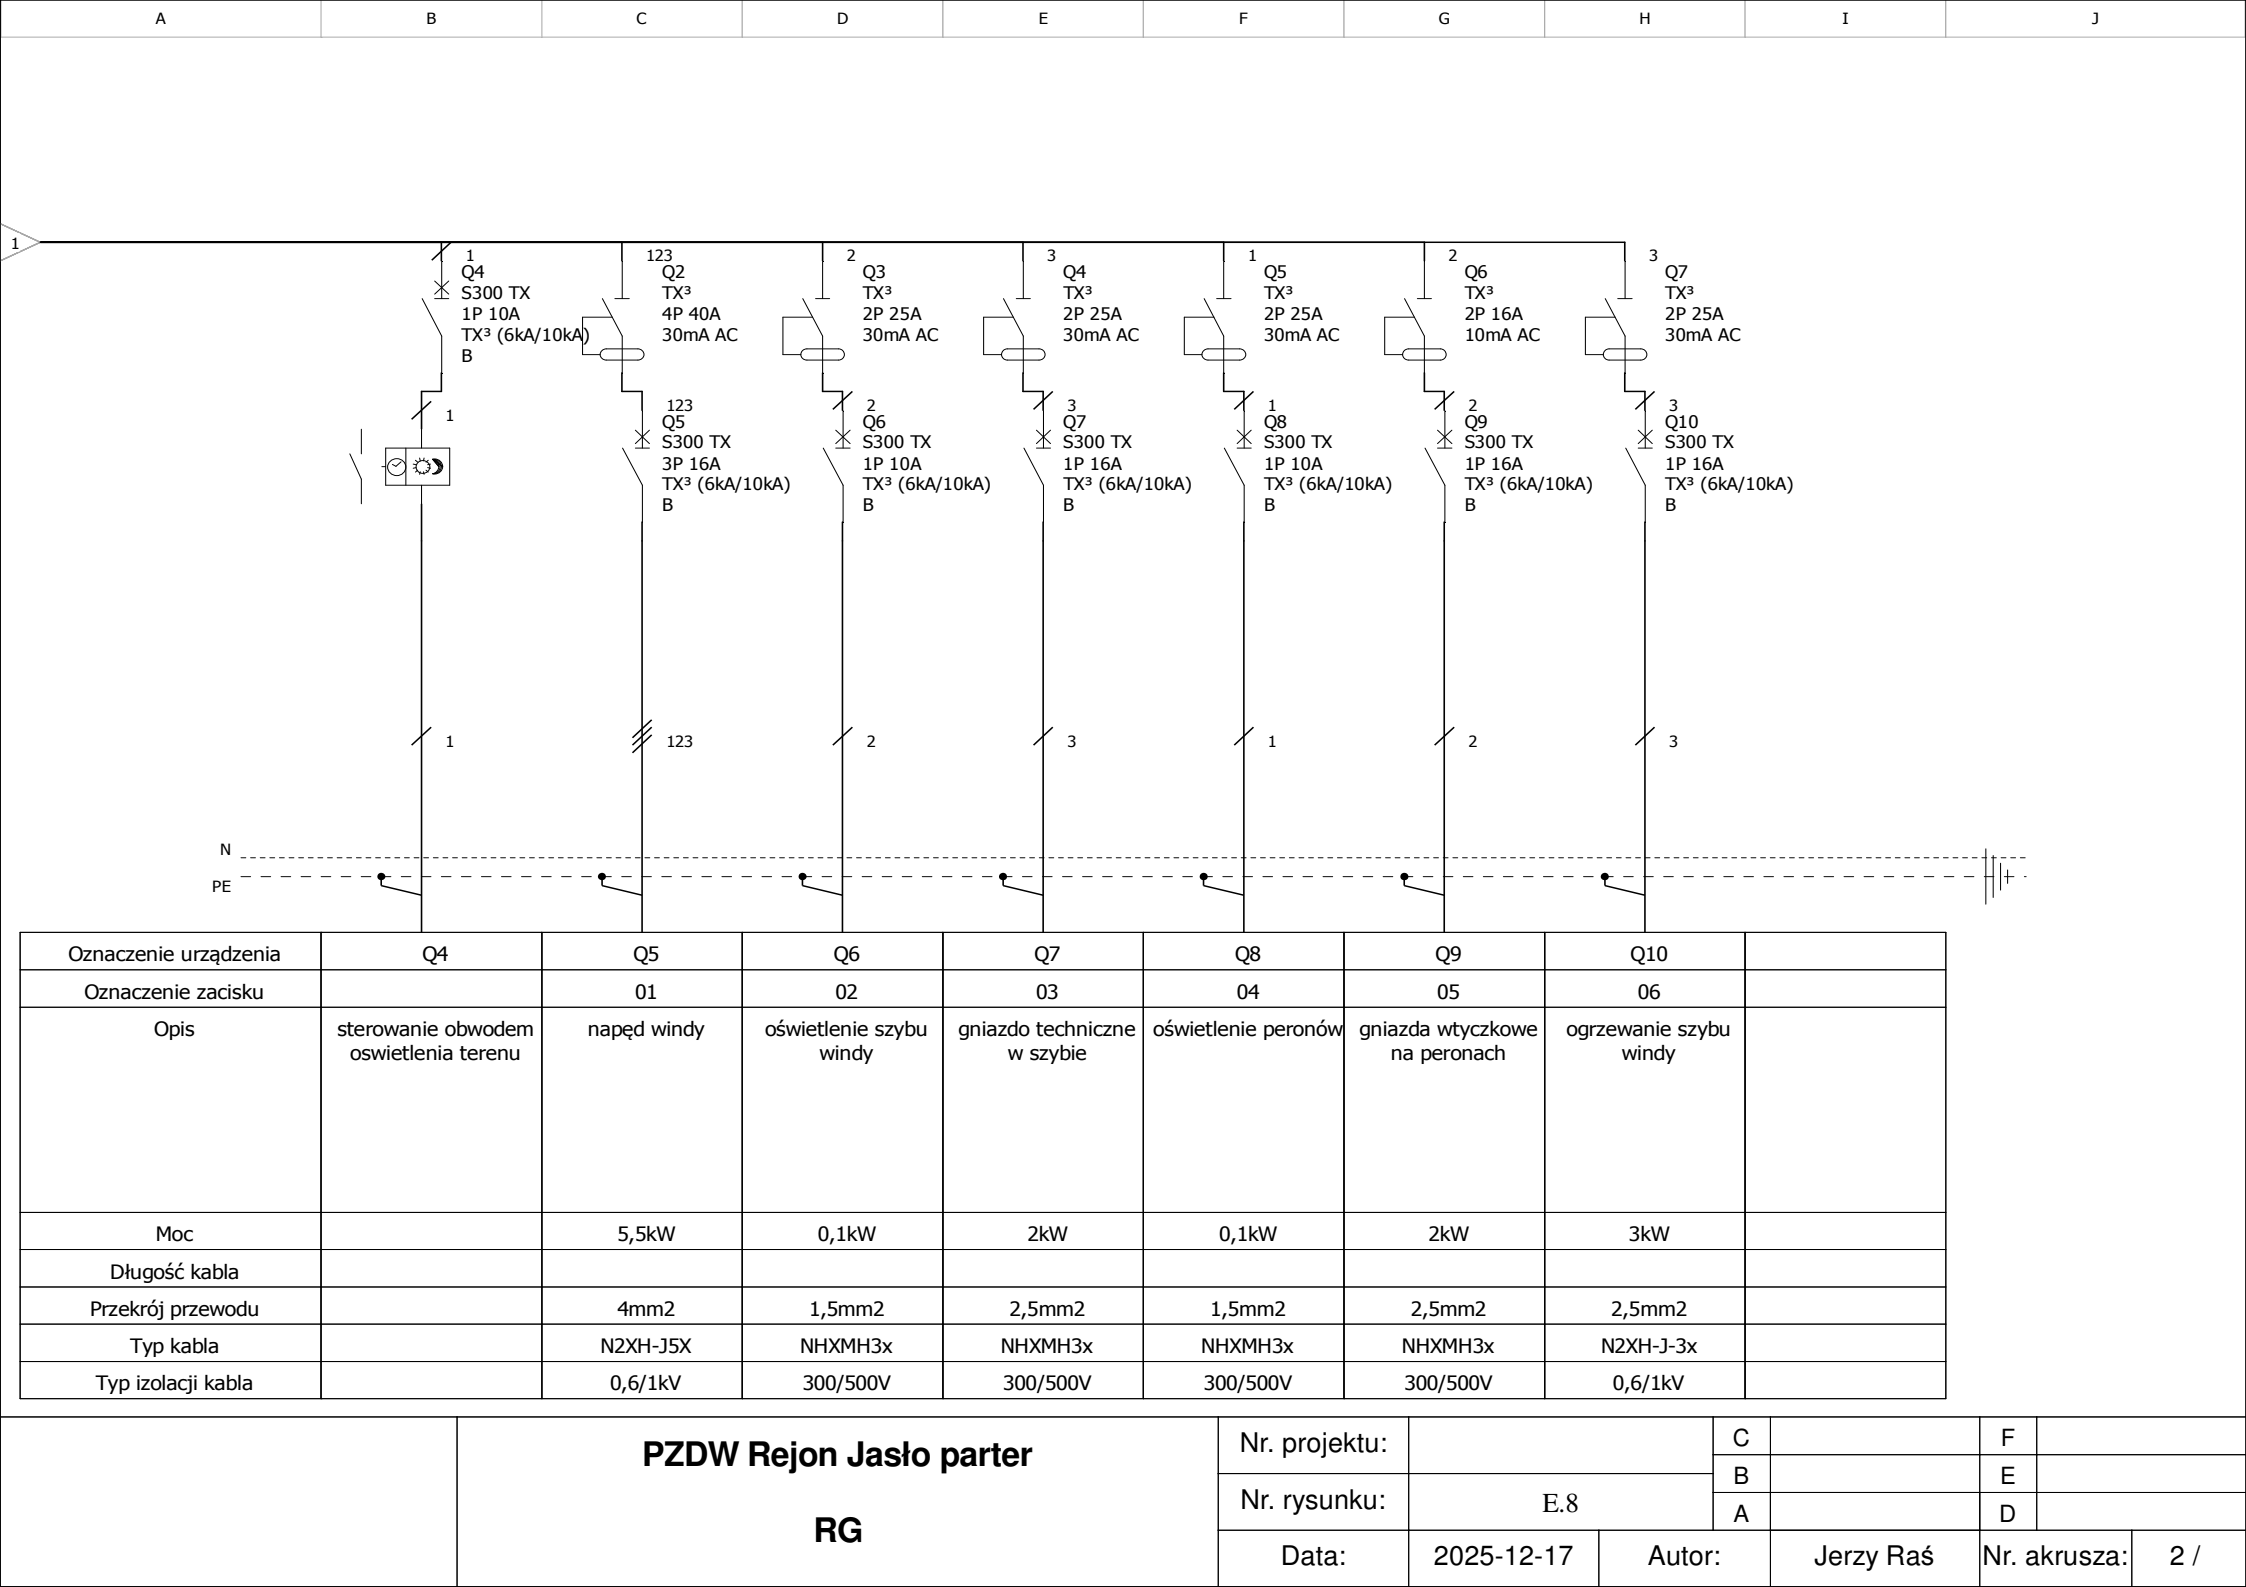 A B C D E F G H I J
1
1 123 2 3 1 2 3
Q4 Q2 Q3 Q4 Q5 Q6 Q7
S300 TX TX³ TX³ TX³ TX³ TX³ TX³
1P 10A 4P 40A 2P 25A 2P 25A 2P 25A 2P 16A 2P 25A
TX³ (6kA/10kA) 30mA AC 30mA AC 30mA AC 30mA AC 10mA AC 30mA AC
B
1 123 2 3 1 2 3
Q5 Q6 Q7 Q8 Q9 Q10
S300 TX S300 TX S300 TX S300 TX S300 TX S300 TX
3P 16A 1P 10A 1P 16A 1P 10A 1P 16A 1P 16A
TX³ (6kA/10kA) TX³ (6kA/10kA) TX³ (6kA/10kA) TX³ (6kA/10kA) TX³ (6kA/10kA) TX³ (6kA/10kA)
B B B B B B
1 123 2 3 1 2 3
N
PE
Oznaczenie urządzenia Q4 Q5 Q6 Q7 Q8 Q9 Q10
Oznaczenie zacisku 01 02 03 04 05 06
Opis sterowanie obwodem napęd windy oświetlenie szybu gniazdo techniczne oświetlenie peronów gniazda wtyczkowe ogrzewanie szybu
oswietlenia terenu windy w szybie na peronach windy
Moc 5,5kW 0,1kW 2kW 0,1kW 2kW 3kW
Długość kabla
Przekrój przewodu 4mm2 1,5mm2 2,5mm2 1,5mm2 2,5mm2 2,5mm2
Typ kabla N2XH-J5X NHXMH3x NHXMH3x NHXMH3x NHXMH3x N2XH-J-3x
Typ izolacji kabla 0,6/1kV 300/500V 300/500V 300/500V 300/500V 0,6/1kV
PZDW Rejon Jasło parter
RG
Nr. projektu: C F
B E
Nr. rysunku: E.8 A D
Data: 2025-12-17 Autor: Jerzy Raś Nr. akrusza: 2 /